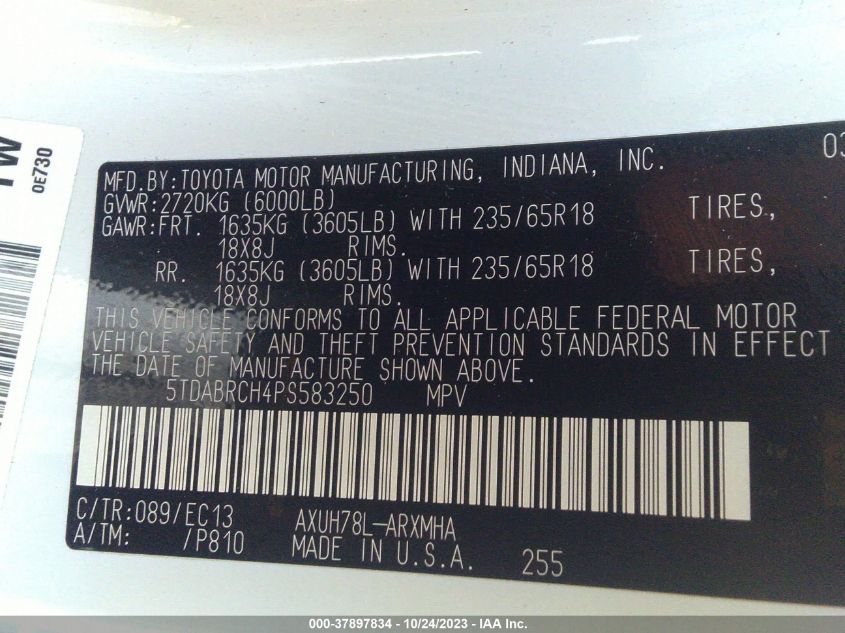 MFD.BY:TOYOTA MOTOR MANUFACTURING, INDIANA, INC. 03
GVWR:2720KG (6000LB)
GAWR:FRT. 1635KG (3605LB) WITH 235/65R18 TIRES,
18X8J RIMS.
RR. 1635KG (3605LB) WITH 235/65R18 TIRES,
18X8J RIMS.
THIS VEHICLE CONFORMS TO ALL APPLICABLE FEDERAL MOTOR
VEHICLE SAFETY AND THEFT PREVENTION STANDARDS IN EFFECT
THE DATE OF MANUFACTURE SHOWN ABOVE.
5TDABRCH4PS583250 MPV
C/TR:089/EC13 AXUH78L-ARXMHA
A/TM: /P810 MADE IN U.S.A. 255
0E730
000-37897834 - 10/24/2023 - IAA Inc.